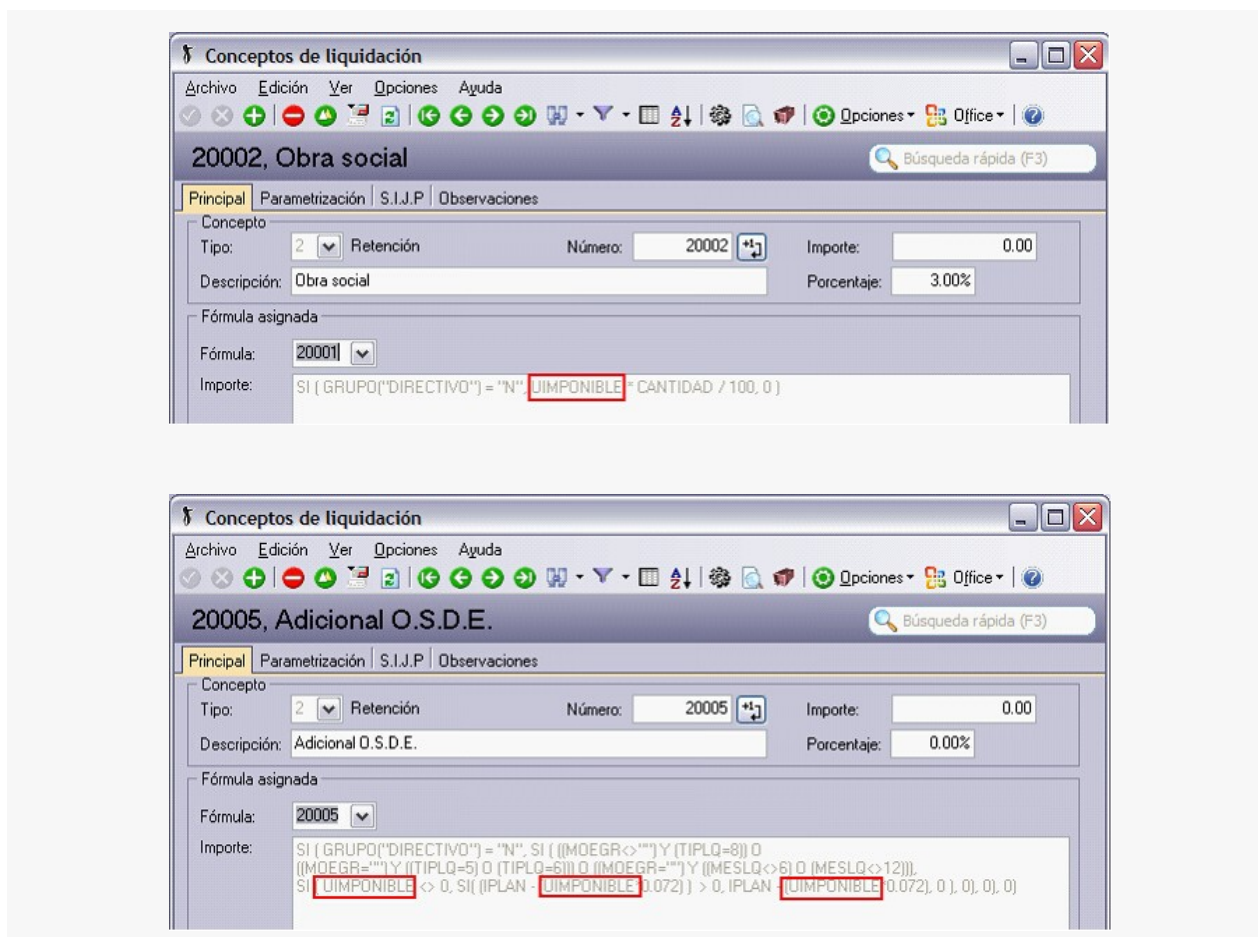 Conceptos de liquidación
Archivo Edición Ver Opciones Ayuda
Opciones Office
20002, Obra social
Búsqueda rápida (F3)
Principal Parametrización S.I.J.P Observaciones
Concepto
Tipo: 2 Retención Número: 20002 Importe: 0.00
Descripción: Obra social Porcentaje: 3.00%
Fórmula asignada
Fórmula: 20001
Importe: SI ( GRUPO("DIRECTIVO") = "N", UIMPONIBLE * CANTIDAD / 100, 0 )
Conceptos de liquidación
Archivo Edición Ver Opciones Ayuda
Opciones Office
20005, Adicional O.S.D.E.
Búsqueda rápida (F3)
Principal Parametrización S.I.J.P Observaciones
Concepto
Tipo: 2 Retención Número: 20005 Importe: 0.00
Descripción: Adicional O.S.D.E. Porcentaje: 0.00%
Fórmula asignada
Fórmula: 20005
Importe: SI ( GRUPO("DIRECTIVO") = "N", SI ( ((MOEGR<>"") Y (TIPLQ=8)) O
((MOEGR="") Y ((TIPLQ=5) O (TIPLQ=6))) O ((MOEGR="") Y ((MESLQ<>6) O (MESLQ<>12))),
SI ( UIMPONIBLE <> 0, SI( (IPLAN - (UIMPONIBLE*0.072) ) > 0, IPLAN -(UIMPONIBLE*0.072), 0 ), 0), 0), 0)